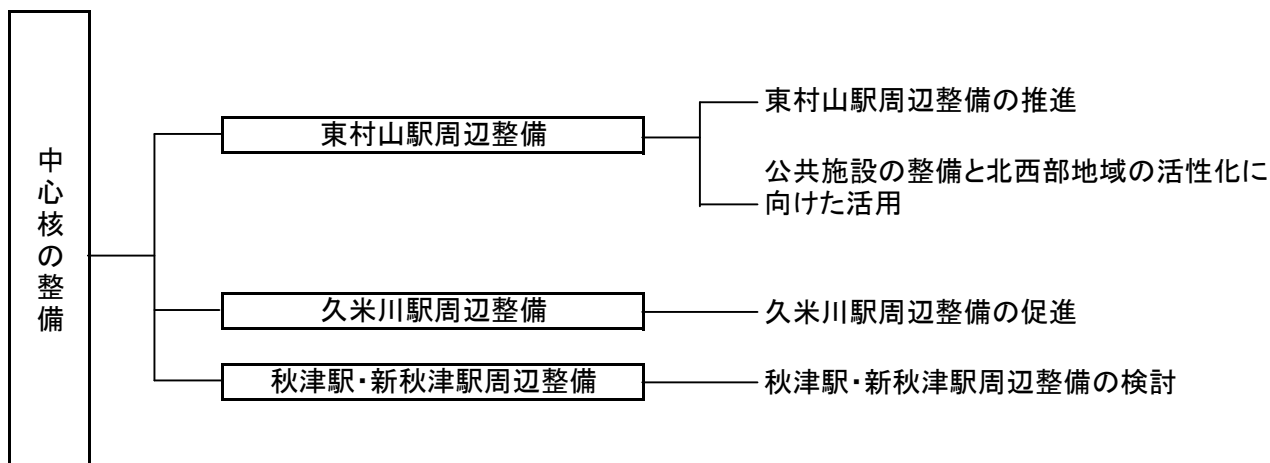 中心核の整備
東村山駅周辺整備
東村山駅周辺整備の推進
公共施設の整備と北西部地域の活性化に
向けた活用
久米川駅周辺整備
久米川駅周辺整備の促進
秋津駅・新秋津駅周辺整備
秋津駅・新秋津駅周辺整備の検討